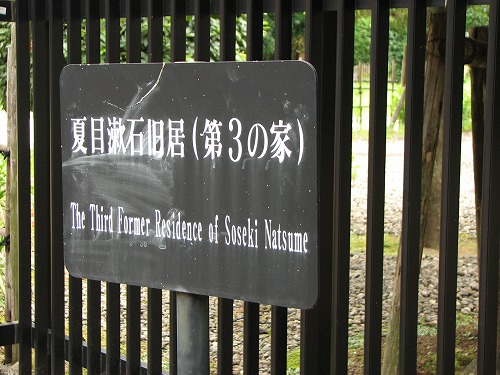 夏目漱石旧居(第3の家)
The Third Former Residence of Soseki Natsume